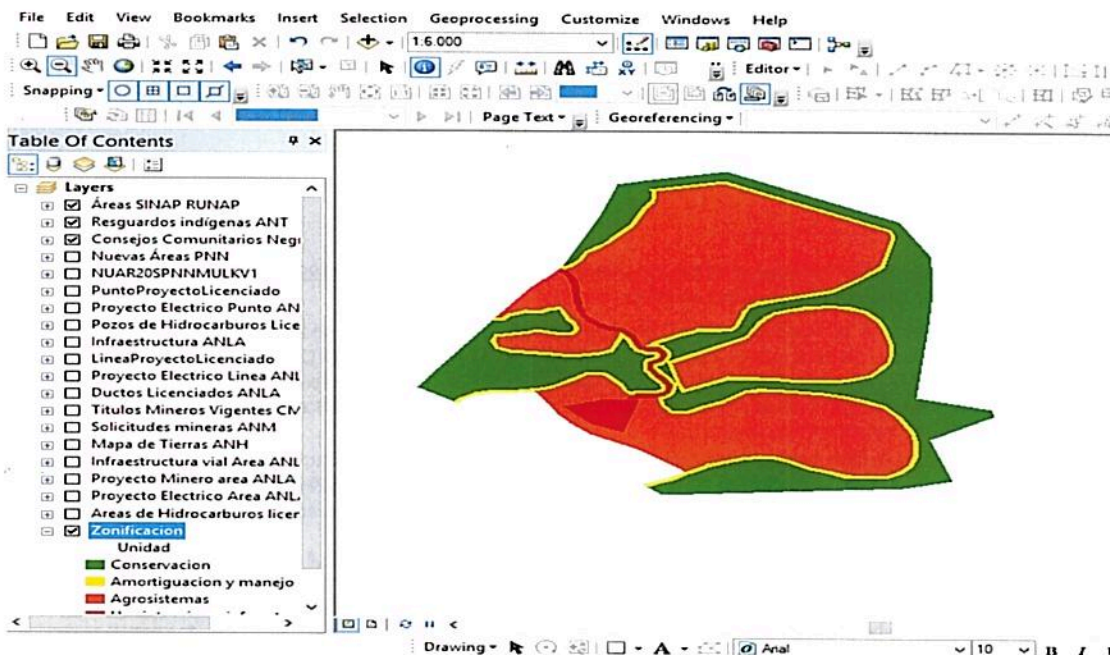 File Edit View Bookmarks Insert Selection Geoprocessing Customize Windows Help
1:6.000
Editor
Snapping
Page Text Georeferencing
Table Of Contents
Layers
Áreas SINAP RUNAP
Resguardos indígenas ANT
Consejos Comunitarios Negr
Nuevas Áreas PNN
NUAR20SPNNMULKV1
PuntoProyectoLicenciado
Proyecto Electrico Punto AN
Pozos de Hidrocarburos Lice
Infraestructura ANLA
LineaProyectoLicenciado
Proyecto Electrico Linea ANL
Ductos Licenciados ANLA
Titulos Mineros Vigentes CM
Solicitudes mineras ANM
Mapa de Tierras ANH
Infraestructura vial Area ANL
Proyecto Minero area ANLA
Proyecto Electrico Area ANL
Areas de Hidrocarburos licer
Zonificacion
Unidad
Conservacion
Amortiguacion y manejo
Agrosistemas
Drawing A Arial 10 B I